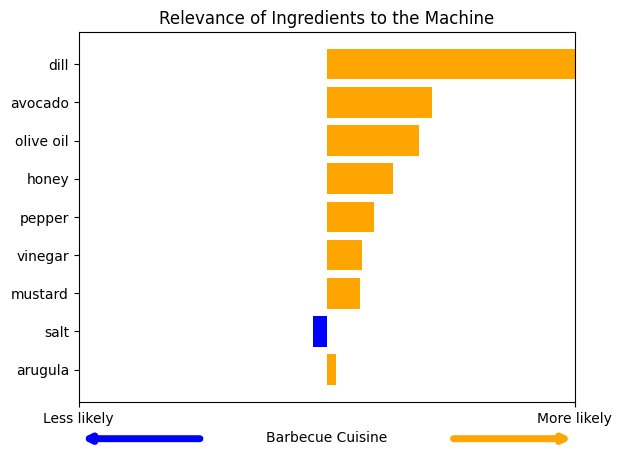 Relevance of Ingredients to the Machine
dill
avocado
olive oil
honey
pepper
vinegar
mustard
salt
arugula
Less likely
More likely
Barbecue Cuisine